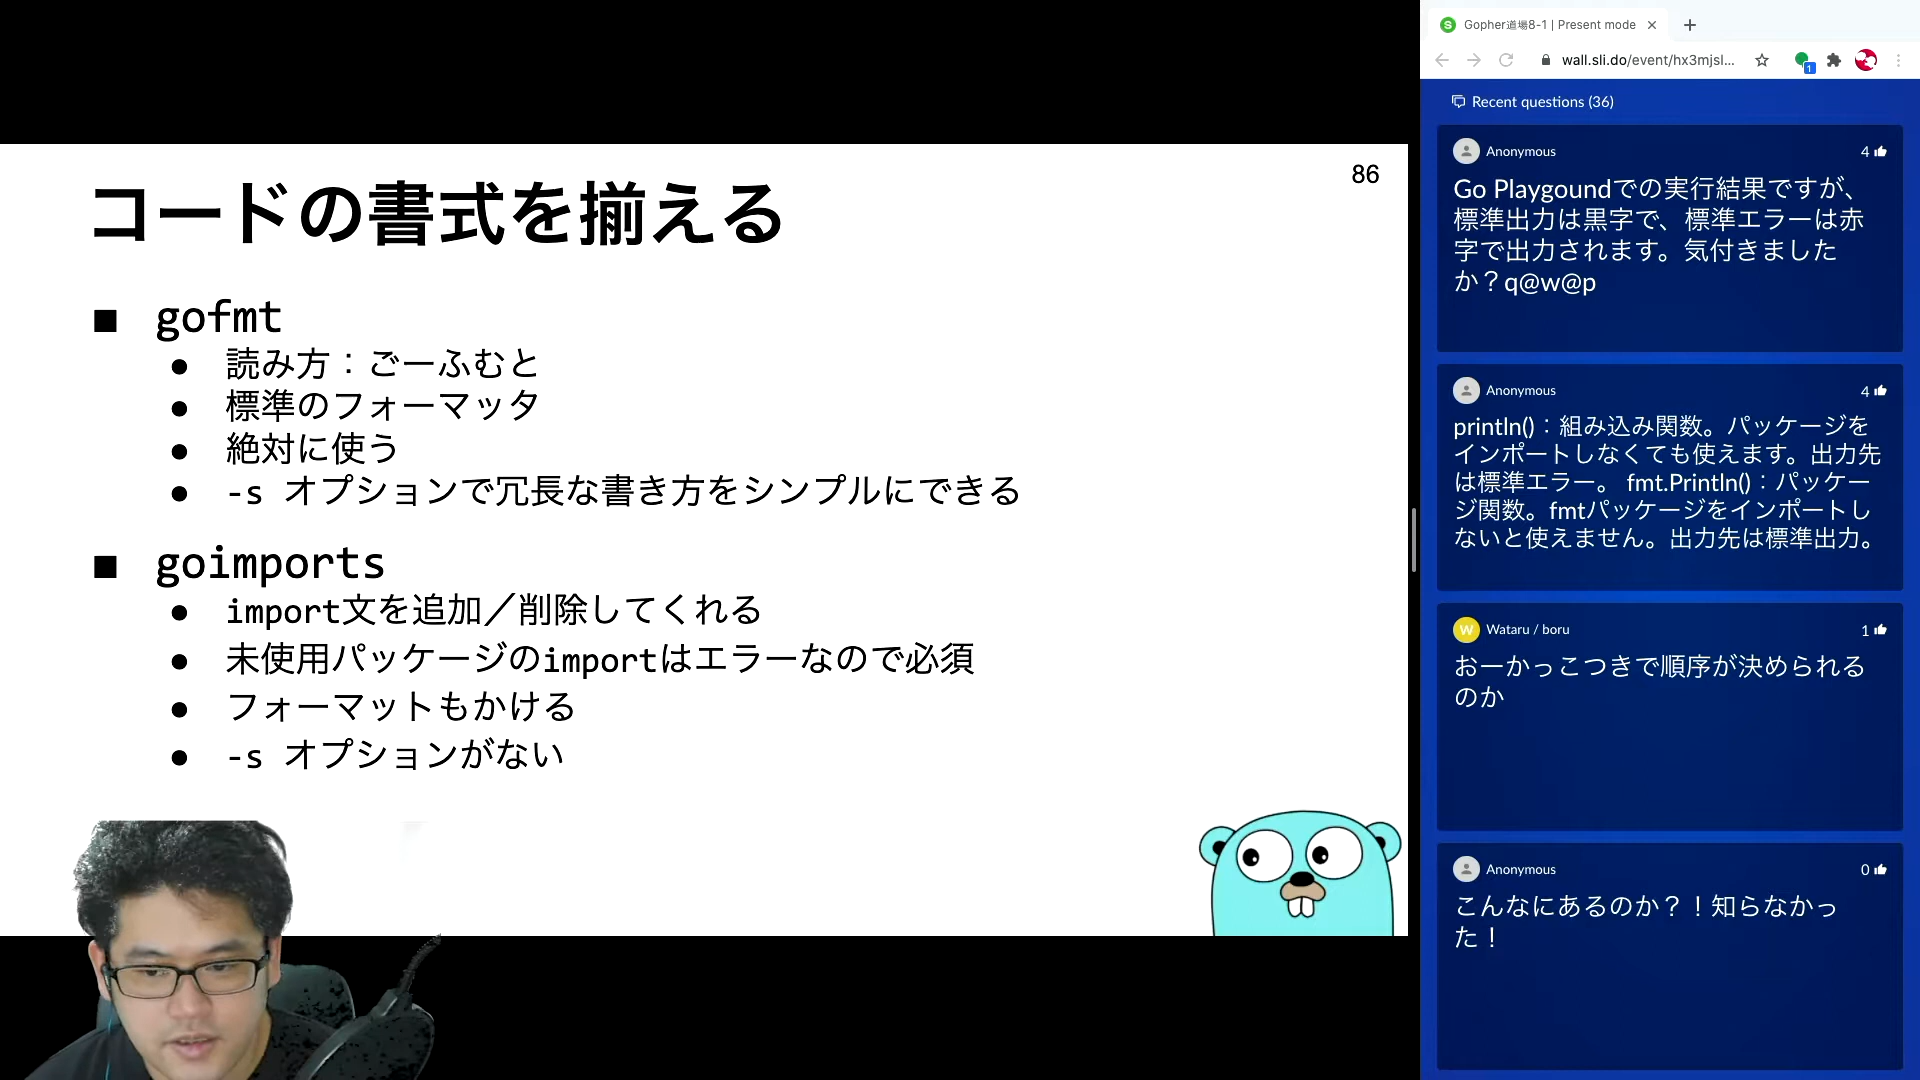 86
コードの書式を揃える
■ gofmt
● 読み方：ごーふむと
● 標準のフォーマッタ
● 絶対に使う
● -s オプションで冗長な書き方をシンプルにできる
■ goimports
● import文を追加／削除してくれる
● 未使用パッケージのimportはエラーなので必須
● フォーマットもかける
● -s オプションがない
S Gopher道場8-1 | Present mode
wall.sli.do/event/hx3mjsl...
1
Recent questions (36)
Anonymous
4
Go Playgoundでの実行結果ですが、
標準出力は黒字で、標準エラーは赤
字で出力されます。気付きました
か？q@w@p
Anonymous
4
println()：組み込み関数。パッケージを
インポートしなくても使えます。出力先
は標準エラー。 fmt.Println()：パッケー
ジ関数。fmtパッケージをインポートし
ないと使えません。出力先は標準出力。
W Wataru / boru
1
おーかっこつきで順序が決められる
のか
Anonymous
0
こんなにあるのか？！知らなかっ
た！